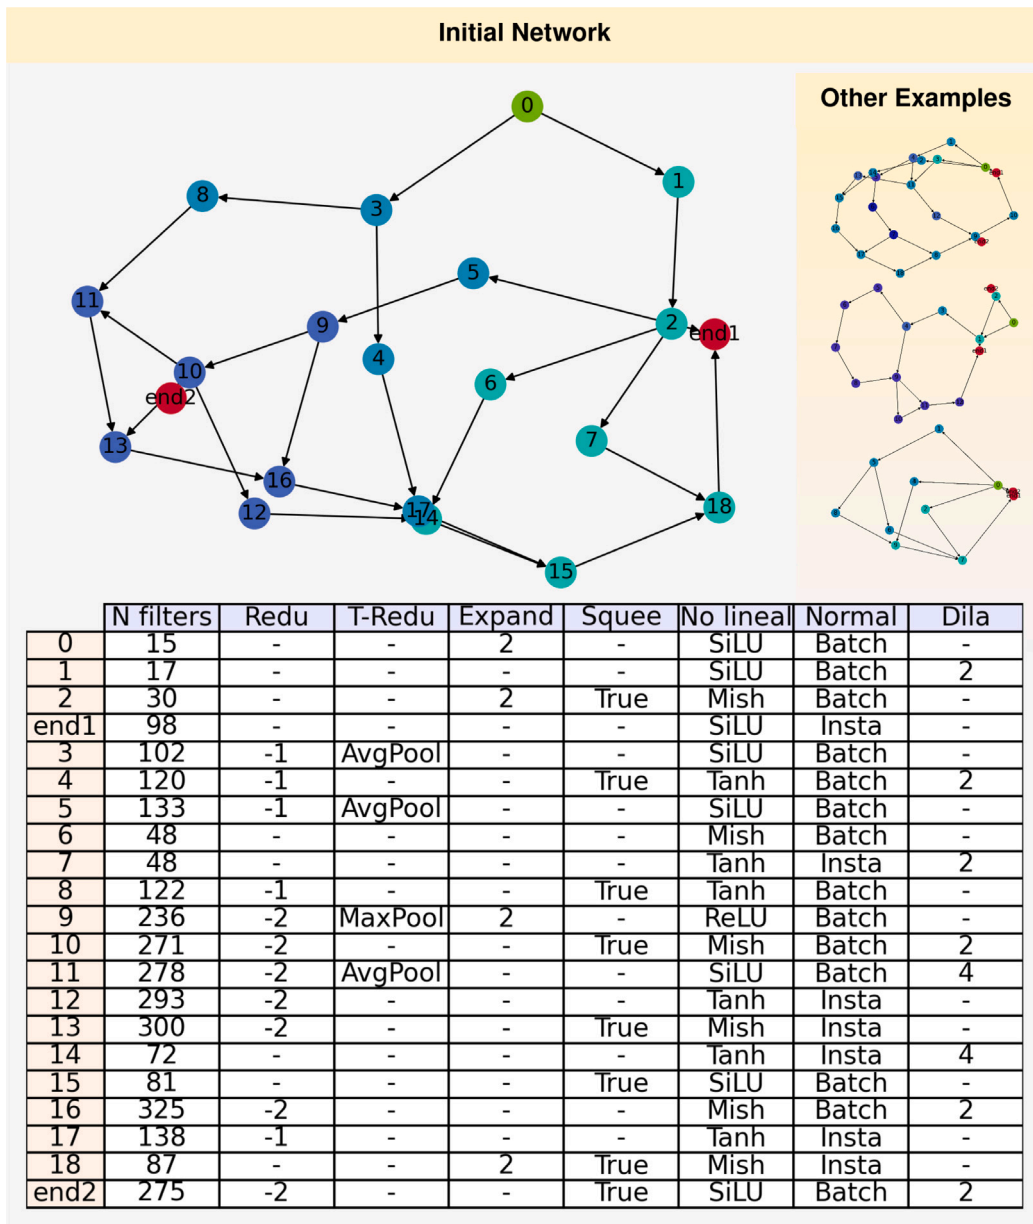 Initial Network
Other Examples
0
1
8
3
5
11
2
9
end1
4
10
6
end2
7
13
16
12
17
14
18
15
N filters Redu T-Redu Expand Squee No lineal Normal Dila
0 15 - - 2 - SiLU Batch -
1 17 - - - - SiLU Batch 2
2 30 - - 2 True Mish Batch -
end1 98 - - - - SiLU Insta -
3 102 -1 AvgPool - - SiLU Batch -
4 120 -1 - - True Tanh Batch 2
5 133 -1 AvgPool - - SiLU Batch -
6 48 - - - - Mish Batch -
7 48 - - - - Tanh Insta 2
8 122 -1 - - True Tanh Batch -
9 236 -2 MaxPool 2 - ReLU Batch -
10 271 -2 - - True Mish Batch 2
11 278 -2 AvgPool - - SiLU Batch 4
12 293 -2 - - - Tanh Insta -
13 300 -2 - - True Mish Insta -
14 72 - - - - Tanh Insta 4
15 81 - - - True SiLU Batch -
16 325 -2 - - - Mish Batch 2
17 138 -1 - - - Tanh Insta -
18 87 - - 2 True Mish Insta -
end2 275 -2 - - True SiLU Batch 2